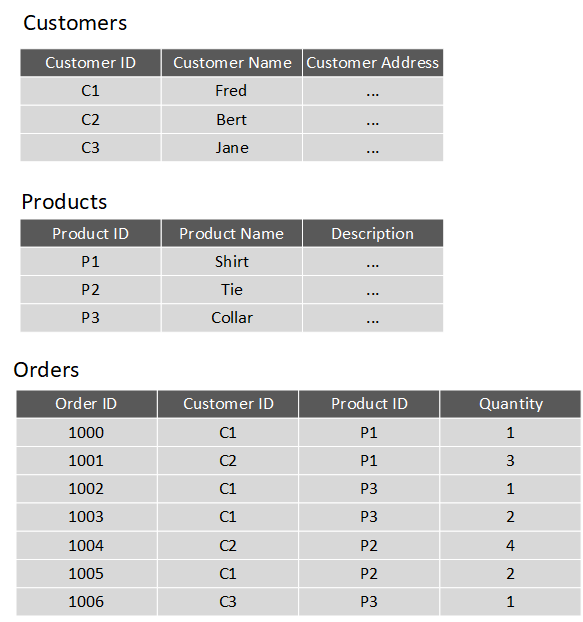 Customers
Customer ID Customer Name Customer Address
C1 Fred ...
C2 Bert ...
C3 Jane ...
Products
Product ID Product Name Description
P1 Shirt ...
P2 Tie ...
P3 Collar ...
Orders
Order ID Customer ID Product ID Quantity
1000 C1 P1 1
1001 C2 P1 3
1002 C1 P3 1
1003 C1 P3 2
1004 C2 P2 4
1005 C1 P2 2
1006 C3 P3 1